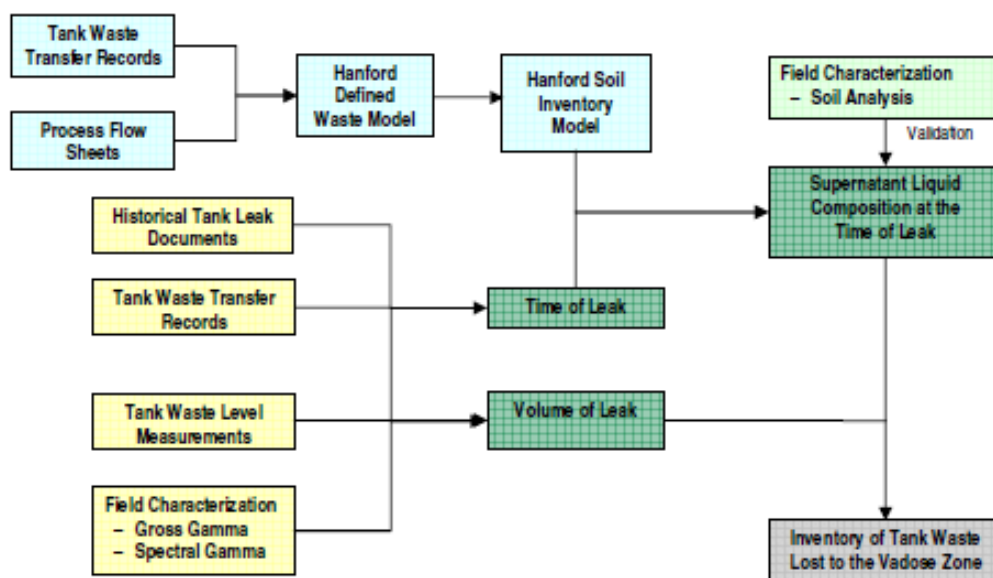 Tank Waste
Transfer Records
Process Flow
Sheets
Hanford
Defined
Waste Model
Hanford Soil
Inventory
Model
Field Characterization
– Soil Analysis
Validation
Supernatant Liquid
Composition at the
Time of Leak
Historical Tank Leak
Documents
Tank Waste Transfer
Records
Time of Leak
Tank Waste Level
Measurements
Volume of Leak
Field Characterization
– Gross Gamma
– Spectral Gamma
Inventory of Tank Waste
Lost to the Vadose Zone